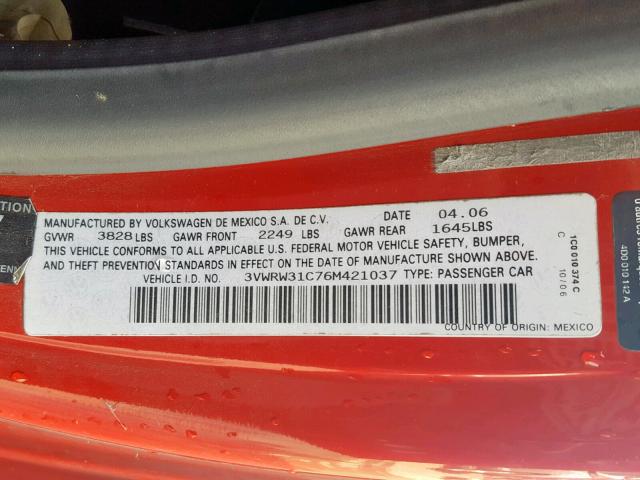 MANUFACTURED BY VOLKSWAGEN DE MEXICO S.A. DE C.V. DATE 04.06
GVWR 3828 LBS GAWR FRONT 2249 LBS GAWR REAR 1645LBS
THIS VEHICLE CONFORMS TO ALL APPLICABLE U.S. FEDERAL MOTOR VEHICLE SAFETY, BUMPER,
AND THEFT PREVENTION STANDARDS IN EFFECT ON THE DATE OF MANUFACTURE SHOWN ABOVE.
VEHICLE I.D. NO. 3VWRW31C76M421037 TYPE: PASSENGER CAR
COUNTRY OF ORIGIN: MEXICO
1C0 010 374 C
C 10/06
400 010 142 A